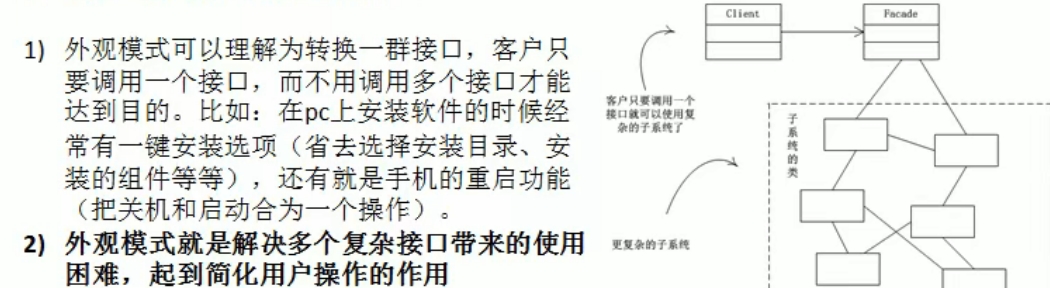 1) 外观模式可以理解为转换一群接口，客户只
要调用一个接口，而不用调用多个接口才能
达到目的。比如：在pc上安装软件的时候经
常有一键安装选项（省去选择安装目录、安
装的组件等等），还有就是手机的重启功能
（把关机和启动合为一个操作）。
2) 外观模式就是解决多个复杂接口带来的使用
困难，起到简化用户操作的作用
Client
Facade
客户只要调用一个
接口就可以使用复
杂的子系统了
子系统的类
更复杂的子系统